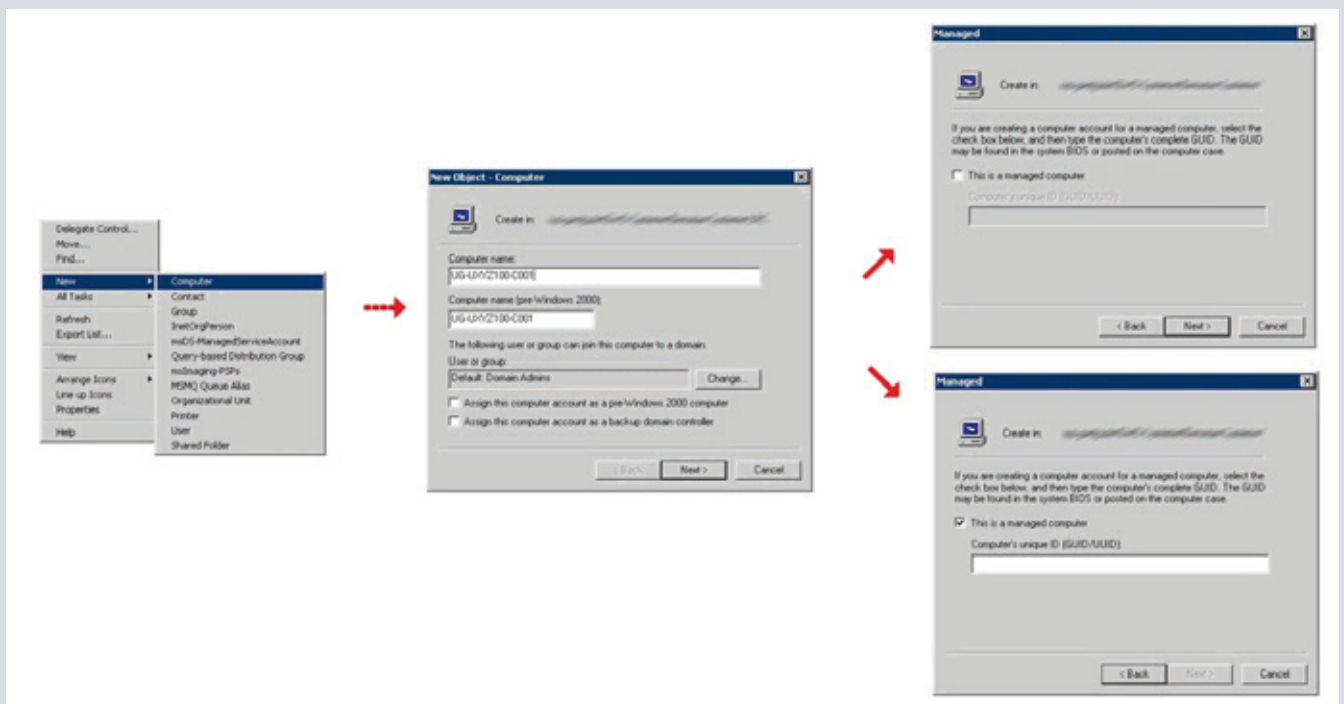 Delegate Control...
Move...
Find...
New
All Tasks
Refresh
Export List...
View
Arrange Icons
Line up Icons
Properties
Help
Computer
Contact
Group
InetOrgPerson
msDS-ManagedServiceAccount
Query-based Distribution Group
msImaging-PSPs
MSMQ Queue Alias
Organizational Unit
Printer
User
Shared Folder
New Object - Computer
Create in:
Computer name:
UG-UXYZ100-C001
Computer name (pre-Windows 2000):
UG-UXYZ100-C001
The following user or group can join this computer to a domain.
User or group:
Default: Domain Admins
Change...
Assign this computer account as a pre-Windows 2000 computer
Assign this computer account as a backup domain controller
< Back Next > Cancel
Managed
Create in:
If you are creating a computer account for a managed computer, select the
check box below, and then type the computer's complete GUID. The GUID
may be found in the system BIOS or posted on the computer case.
This is a managed computer
Computer's unique ID (GUID/UUID):
< Back Next > Cancel
Managed
Create in:
If you are creating a computer account for a managed computer, select the
check box below, and then type the computer's complete GUID. The GUID
may be found in the system BIOS or posted on the computer case.
This is a managed computer
Computer's unique ID (GUID/UUID):
< Back Next > Cancel